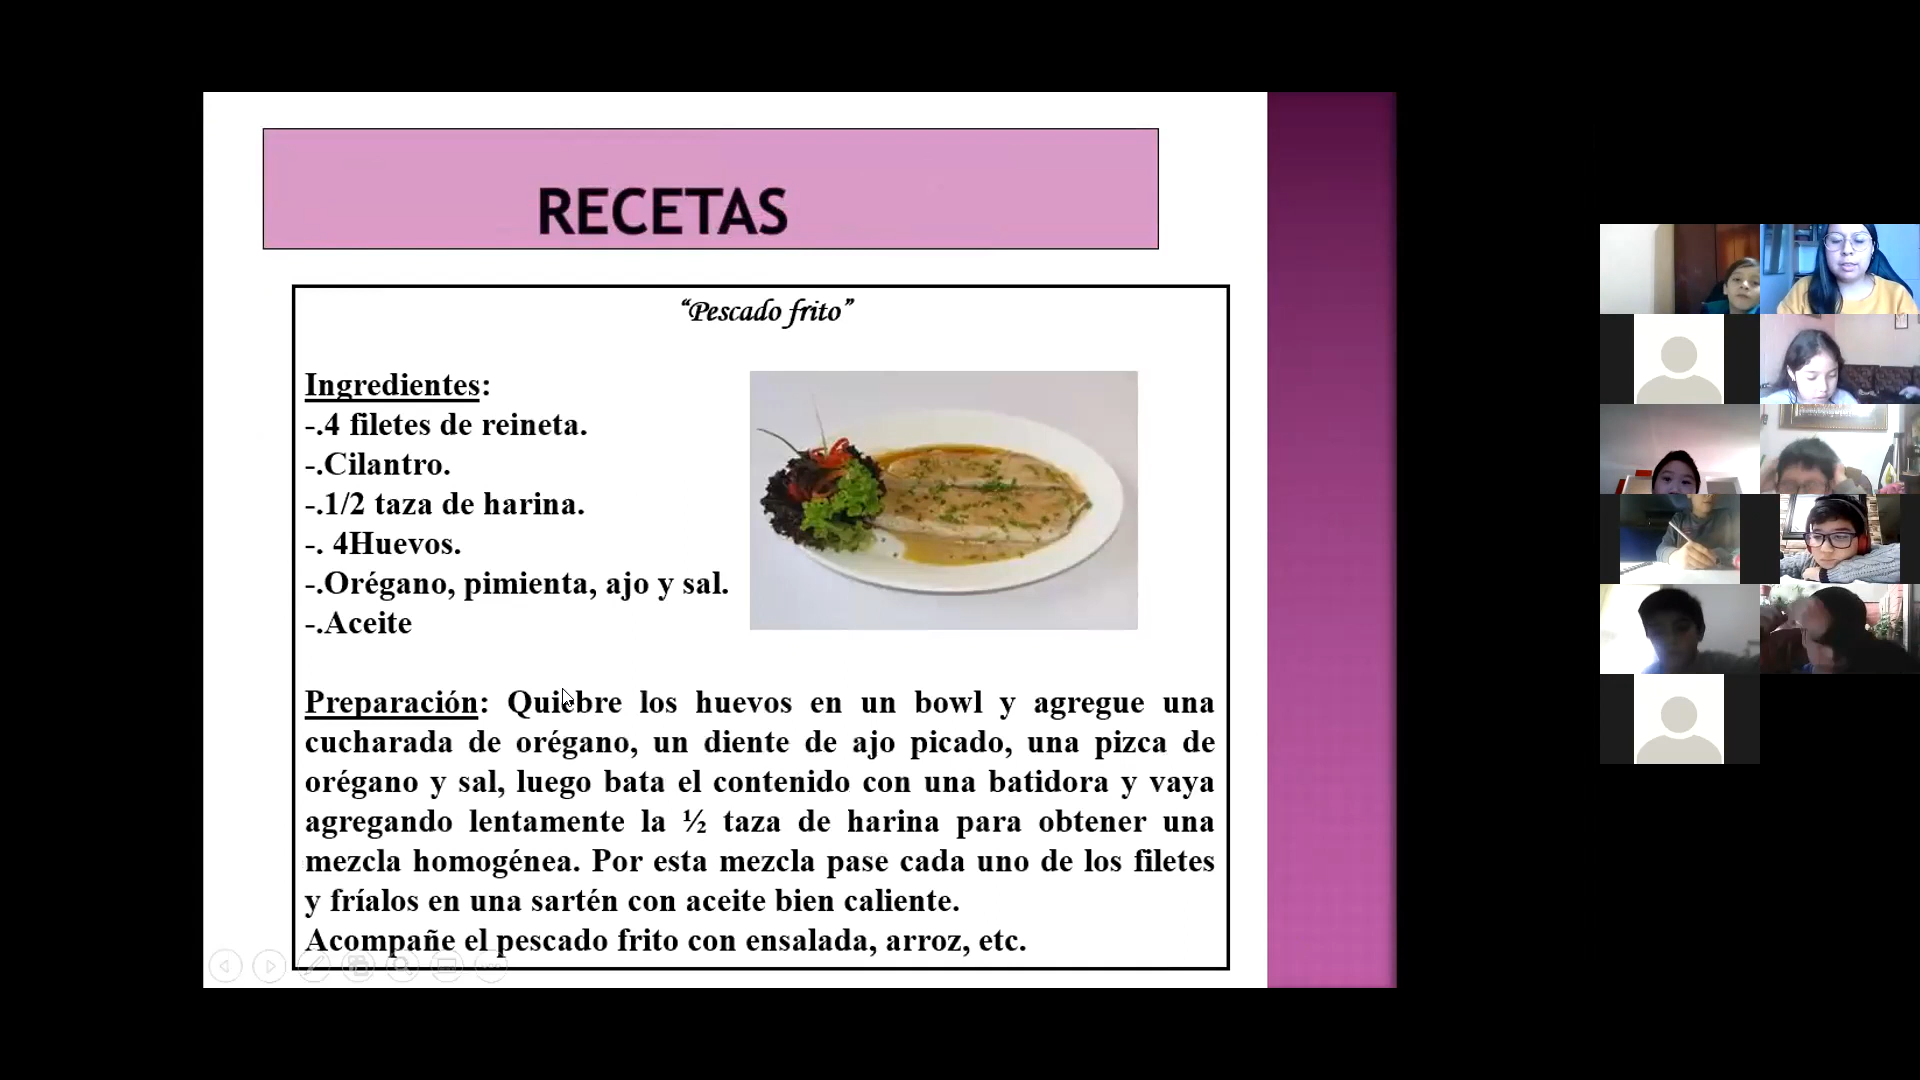 RECETAS
“Pescado frito”
Ingredientes:
-.4 filetes de reineta.
-.Cilantro.
-.1/2 taza de harina.
-. 4Huevos.
-.Orégano, pimienta, ajo y sal.
-.Aceite
Preparación: Quiebre los huevos en un bowl y agregue una
cucharada de orégano, un diente de ajo picado, una pizca de
orégano y sal, luego bata el contenido con una batidora y vaya
agregando lentamente la ½ taza de harina para obtener una
mezcla homogénea. Por esta mezcla pase cada uno de los filetes
y fríalos en una sartén con aceite bien caliente.
Acompañe el pescado frito con ensalada, arroz, etc.